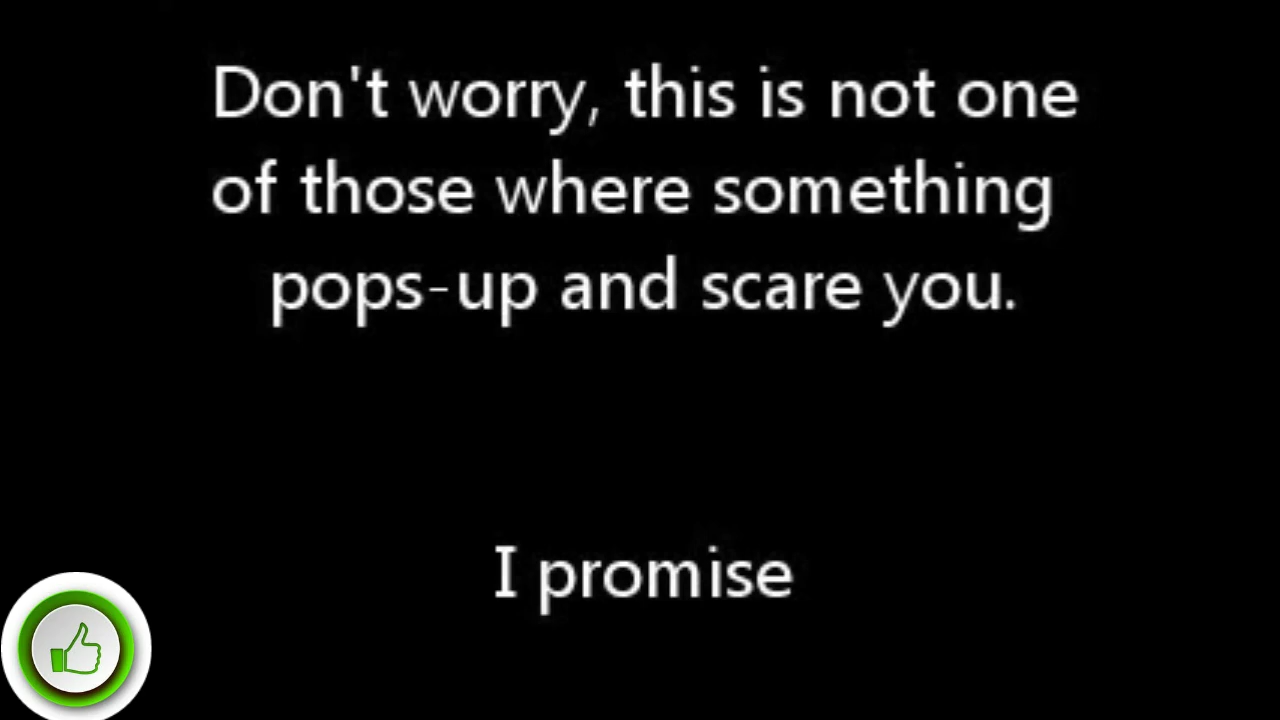 Don't worry, this is not one
of those where something
pops-up and scare you.
I promise